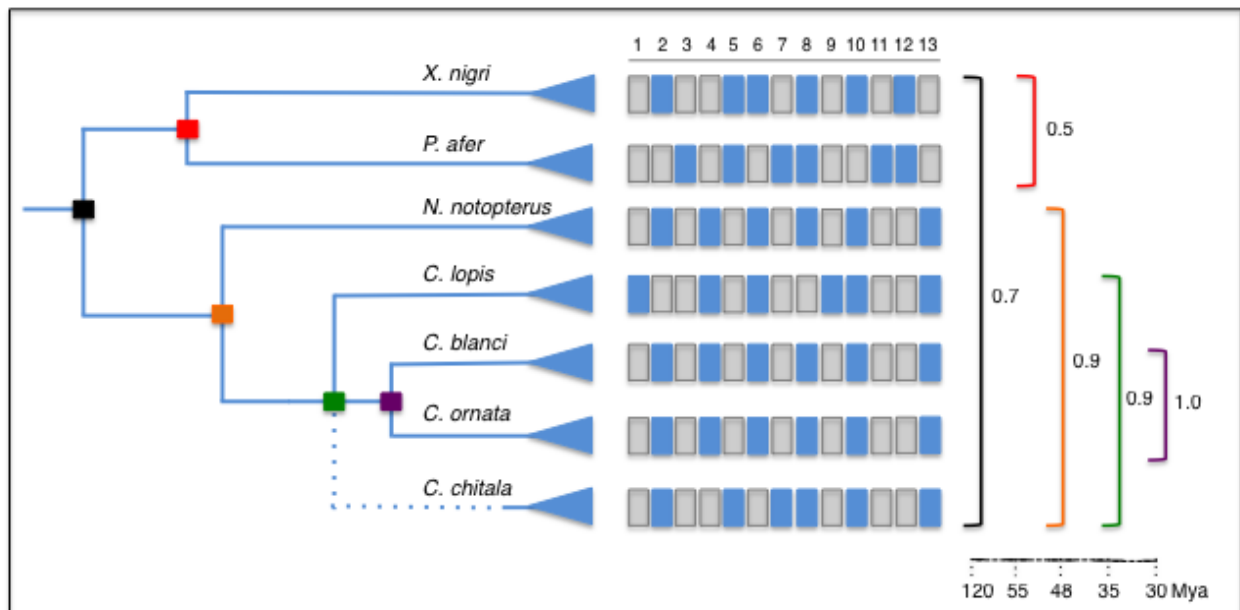 1 2 3 4 5 6 7 8 9 10 11 12 13
X. nigri
P. afer
N. notopterus
C. lopis
C. blanci
C. ornata
C. chitala
0.5
0.7
0.9
0.9
1.0
120 55 48 35 30 Mya